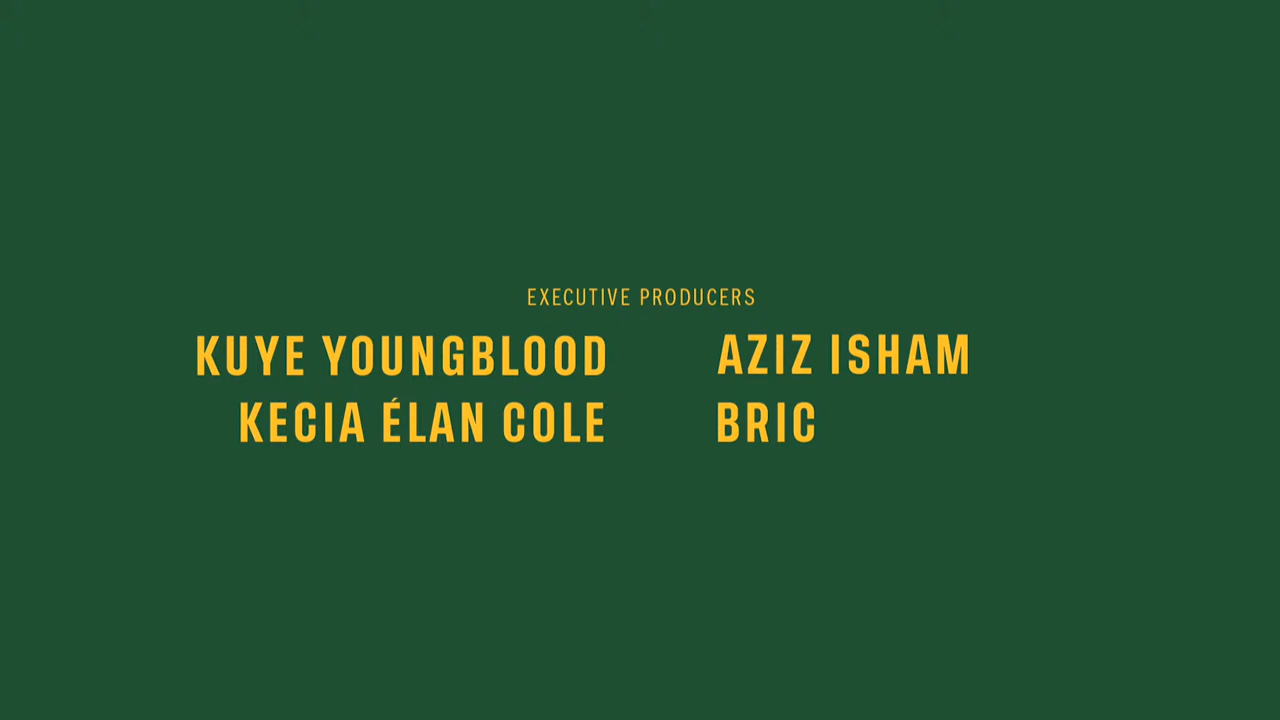 EXECUTIVE PRODUCERS
KUYE YOUNGBLOOD
AZIZ ISHAM
KECIA ÉLAN COLE
BRIC